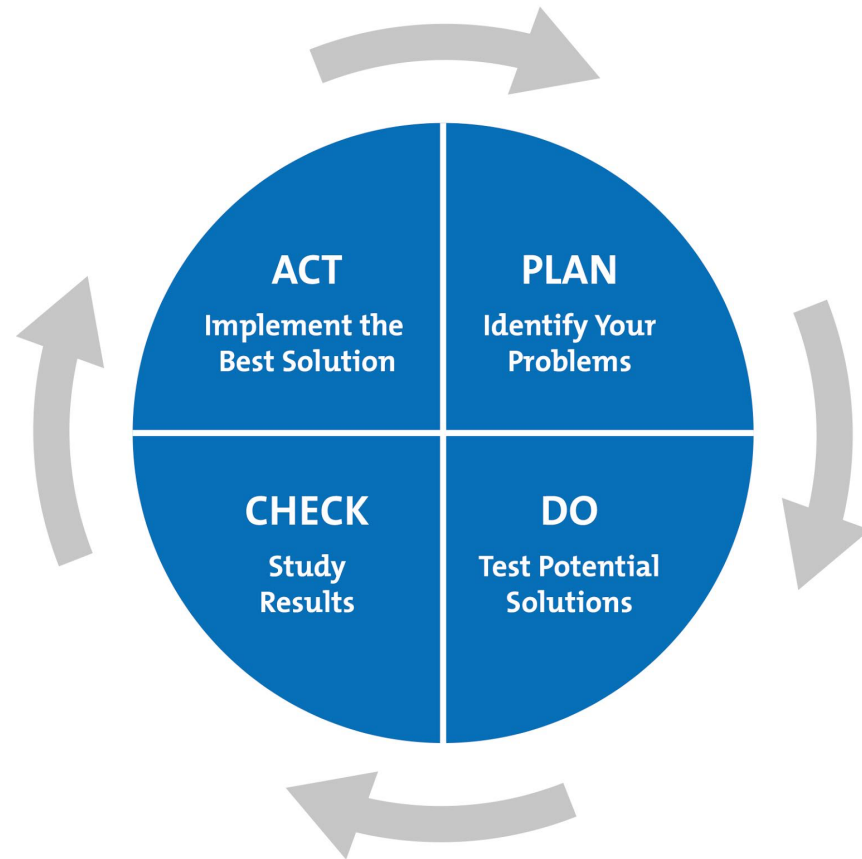 ACT
Implement the
Best Solution
PLAN
Identify Your
Problems
CHECK
Study
Results
DO
Test Potential
Solutions